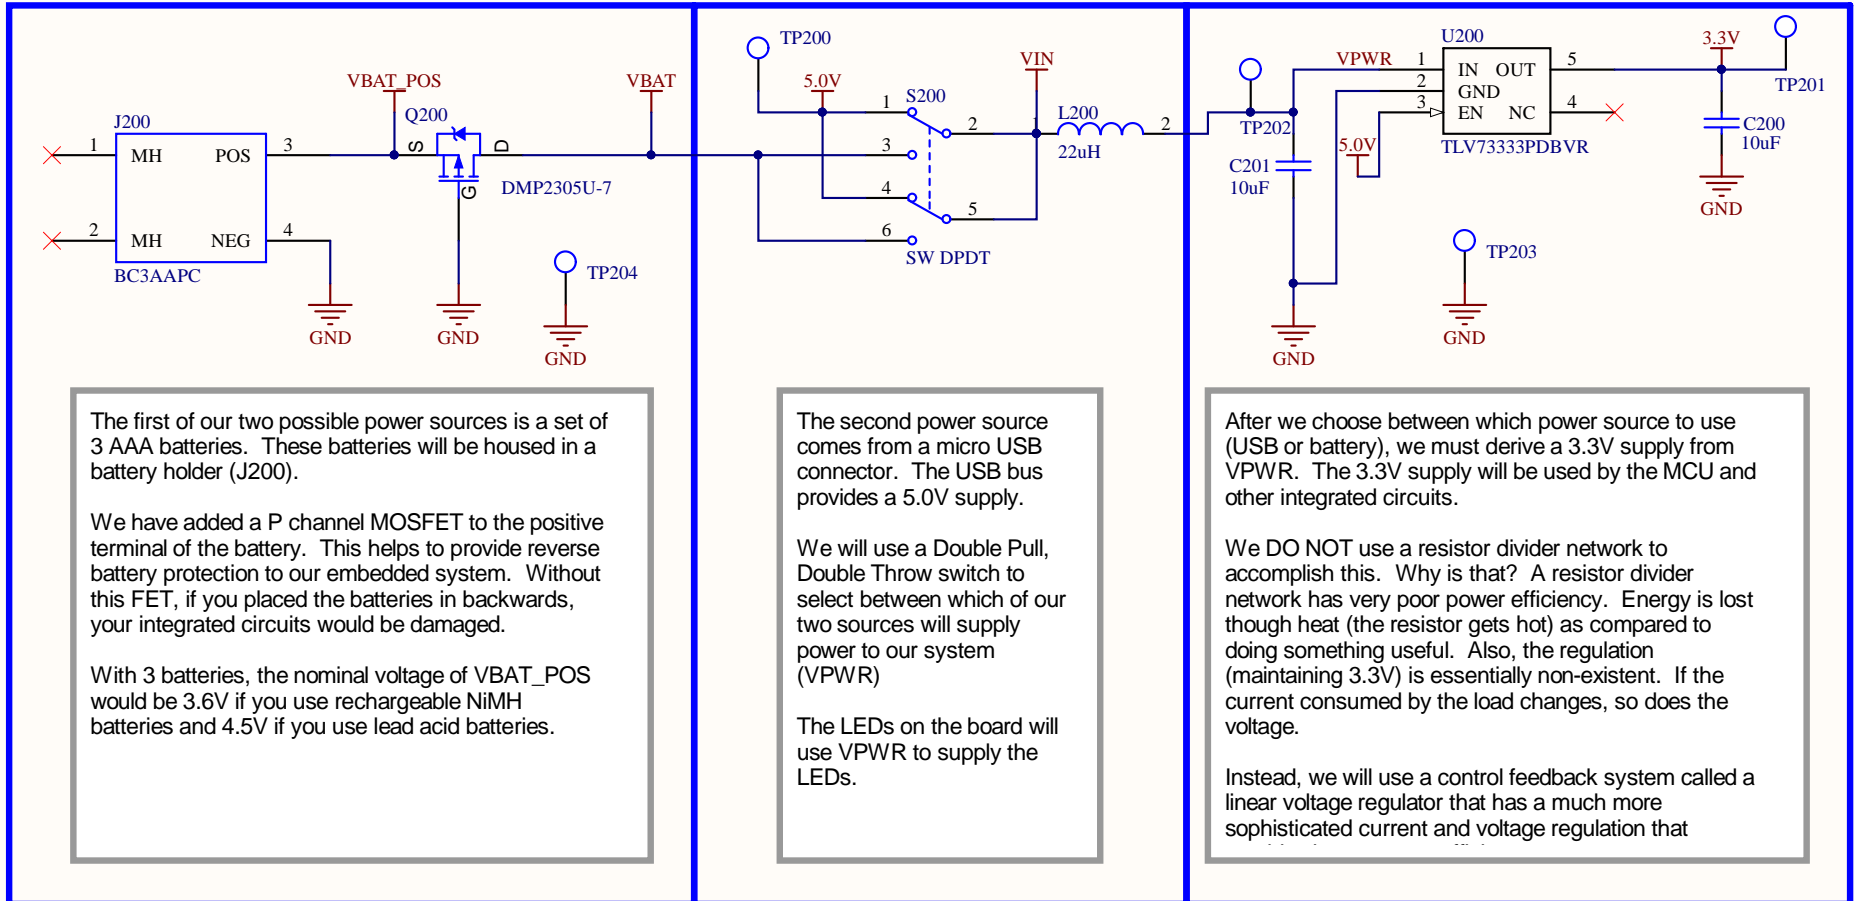 VBAT_POS
VBAT
J200
Q200
1
MH
POS
3
S
D
DMP2305U-7
G
2
MH
NEG
4
BC3AAPC
TP204
GND
GND
GND
The first of our two possible power sources is a set of
3 AAA batteries. These batteries will be housed in a
battery holder (J200).
We have added a P channel MOSFET to the positive
terminal of the battery. This helps to provide reverse
battery protection to our embedded system. Without
this FET, if you placed the batteries in backwards,
your integrated circuits would be damaged.
With 3 batteries, the nominal voltage of VBAT_POS
would be 3.6V if you use rechargeable NiMH
batteries and 4.5V if you use lead acid batteries.
TP200
5.0V
VIN
S200
1
2
3
4
5
6
SW DPDT
1
L200
2
22uH
The second power source
comes from a micro USB
connector. The USB bus
provides a 5.0V supply.
We will use a Double Pull,
Double Throw switch to
select between which of our
two sources will supply
power to our system
(VPWR)
The LEDs on the board will
use VPWR to supply the
LEDs.
U200
3.3V
VPWR
1
IN
OUT
5
2
GND
3
EN
NC
4
TP201
TP202
5.0V
TLV73333PDBVR
C200
10uF
C201
10uF
GND
TP203
GND
GND
After we choose between which power source to use
(USB or battery), we must derive a 3.3V supply from
VPWR. The 3.3V supply will be used by the MCU and
other integrated circuits.
We DO NOT use a resistor divider network to
accomplish this. Why is that? A resistor divider
network has very poor power efficiency. Energy is lost
though heat (the resistor gets hot) as compared to
doing something useful. Also, the regulation
(maintaining 3.3V) is essentially non-existent. If the
current consumed by the load changes, so does the
voltage.
Instead, we will use a control feedback system called a
linear voltage regulator that has a much more
sophisticated current and voltage regulation that